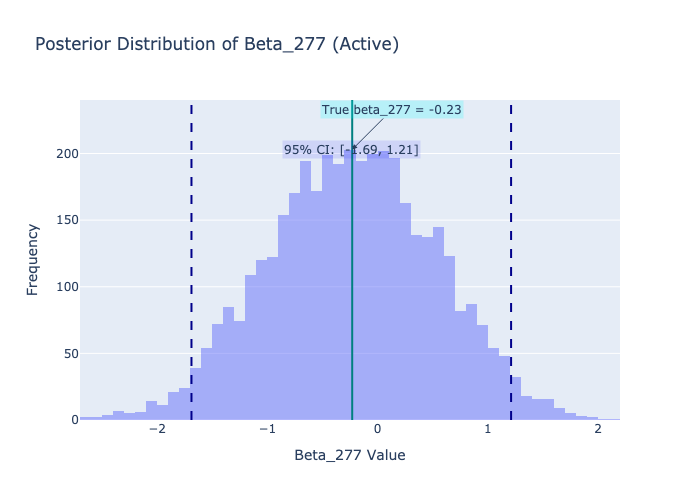 Posterior Distribution of Beta_277 (Active)
True beta_277 = -0.23
95% CI: [-1.69, 1.21]
200
150
100
50
0
Frequency
−2
−1
0
1
2
Beta_277 Value